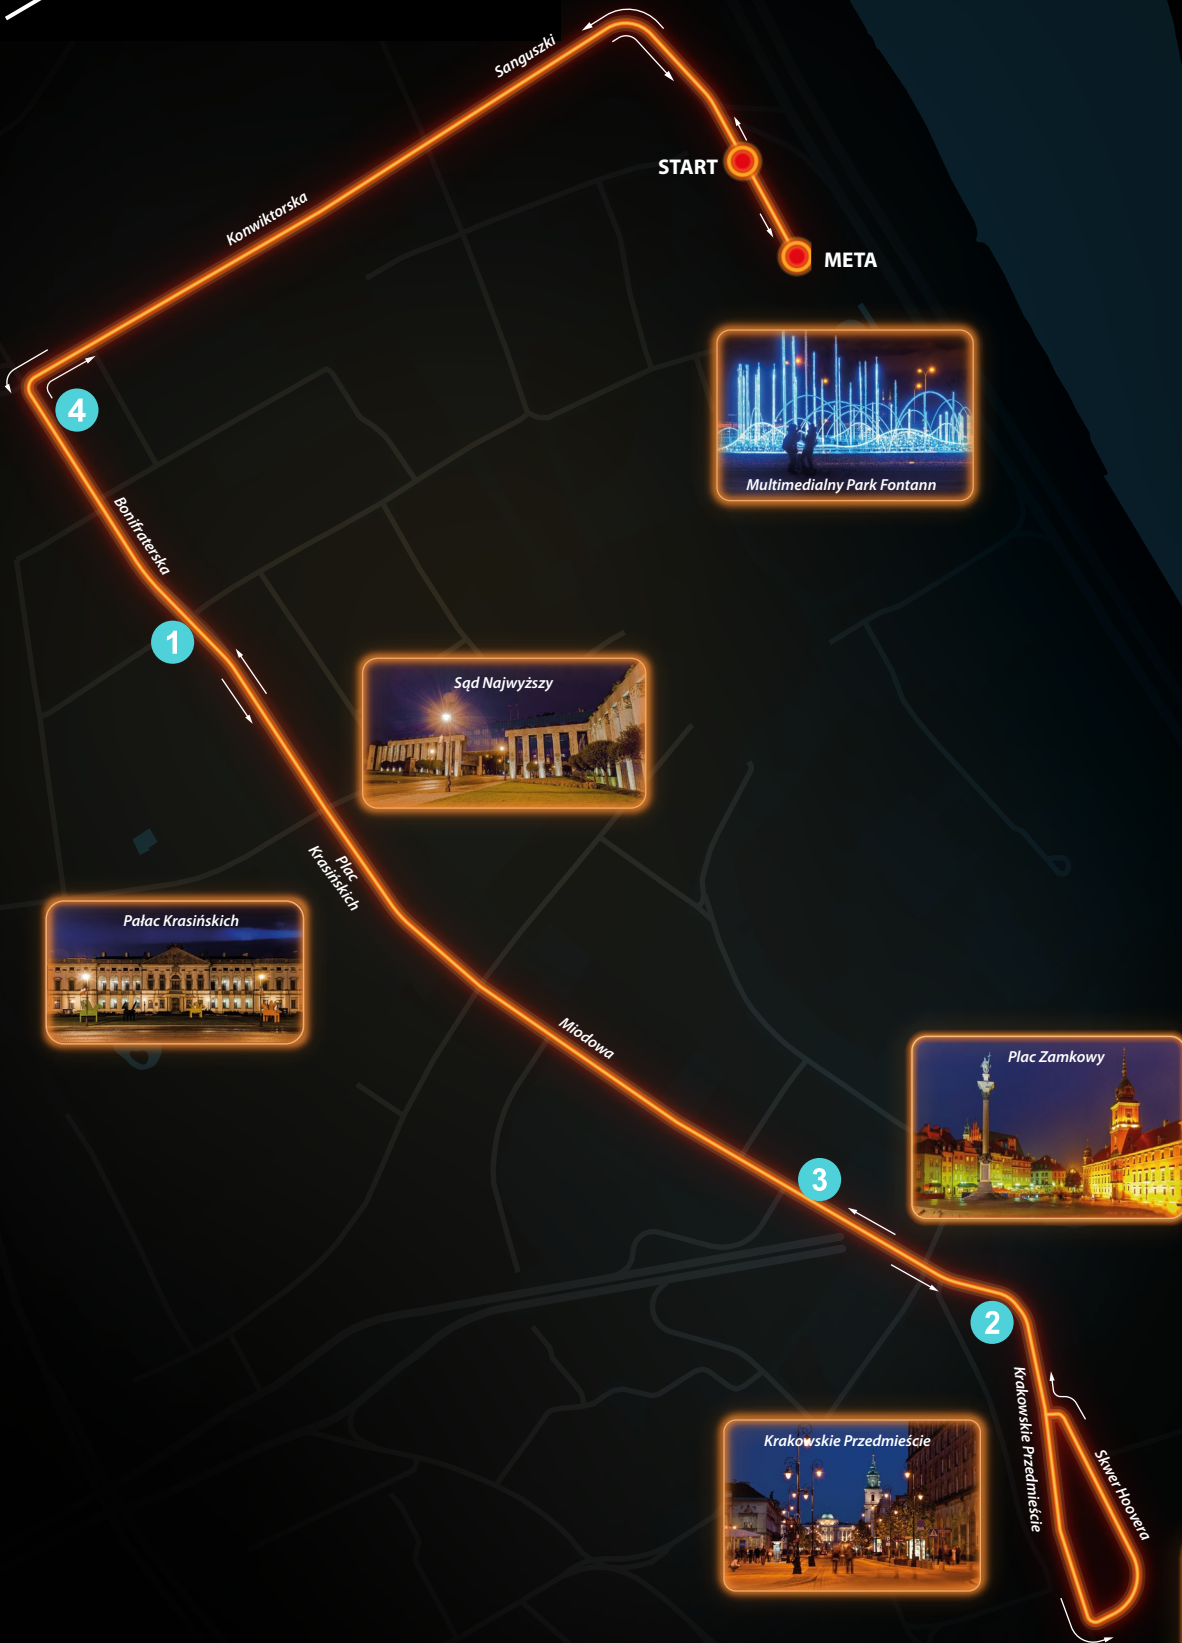 Sanguszki
START
Konwiktorska
META
4
Multimedialny Park Fontann
Bonifraterska
1
Sąd Najwyższy
Plac
Krasińskich
Pałac Krasińskich
Miodowa
Plac Zamkowy
3
2
Krakowskie Przedmieście
Krakowskie Przedmieście
Skwer Hoovera